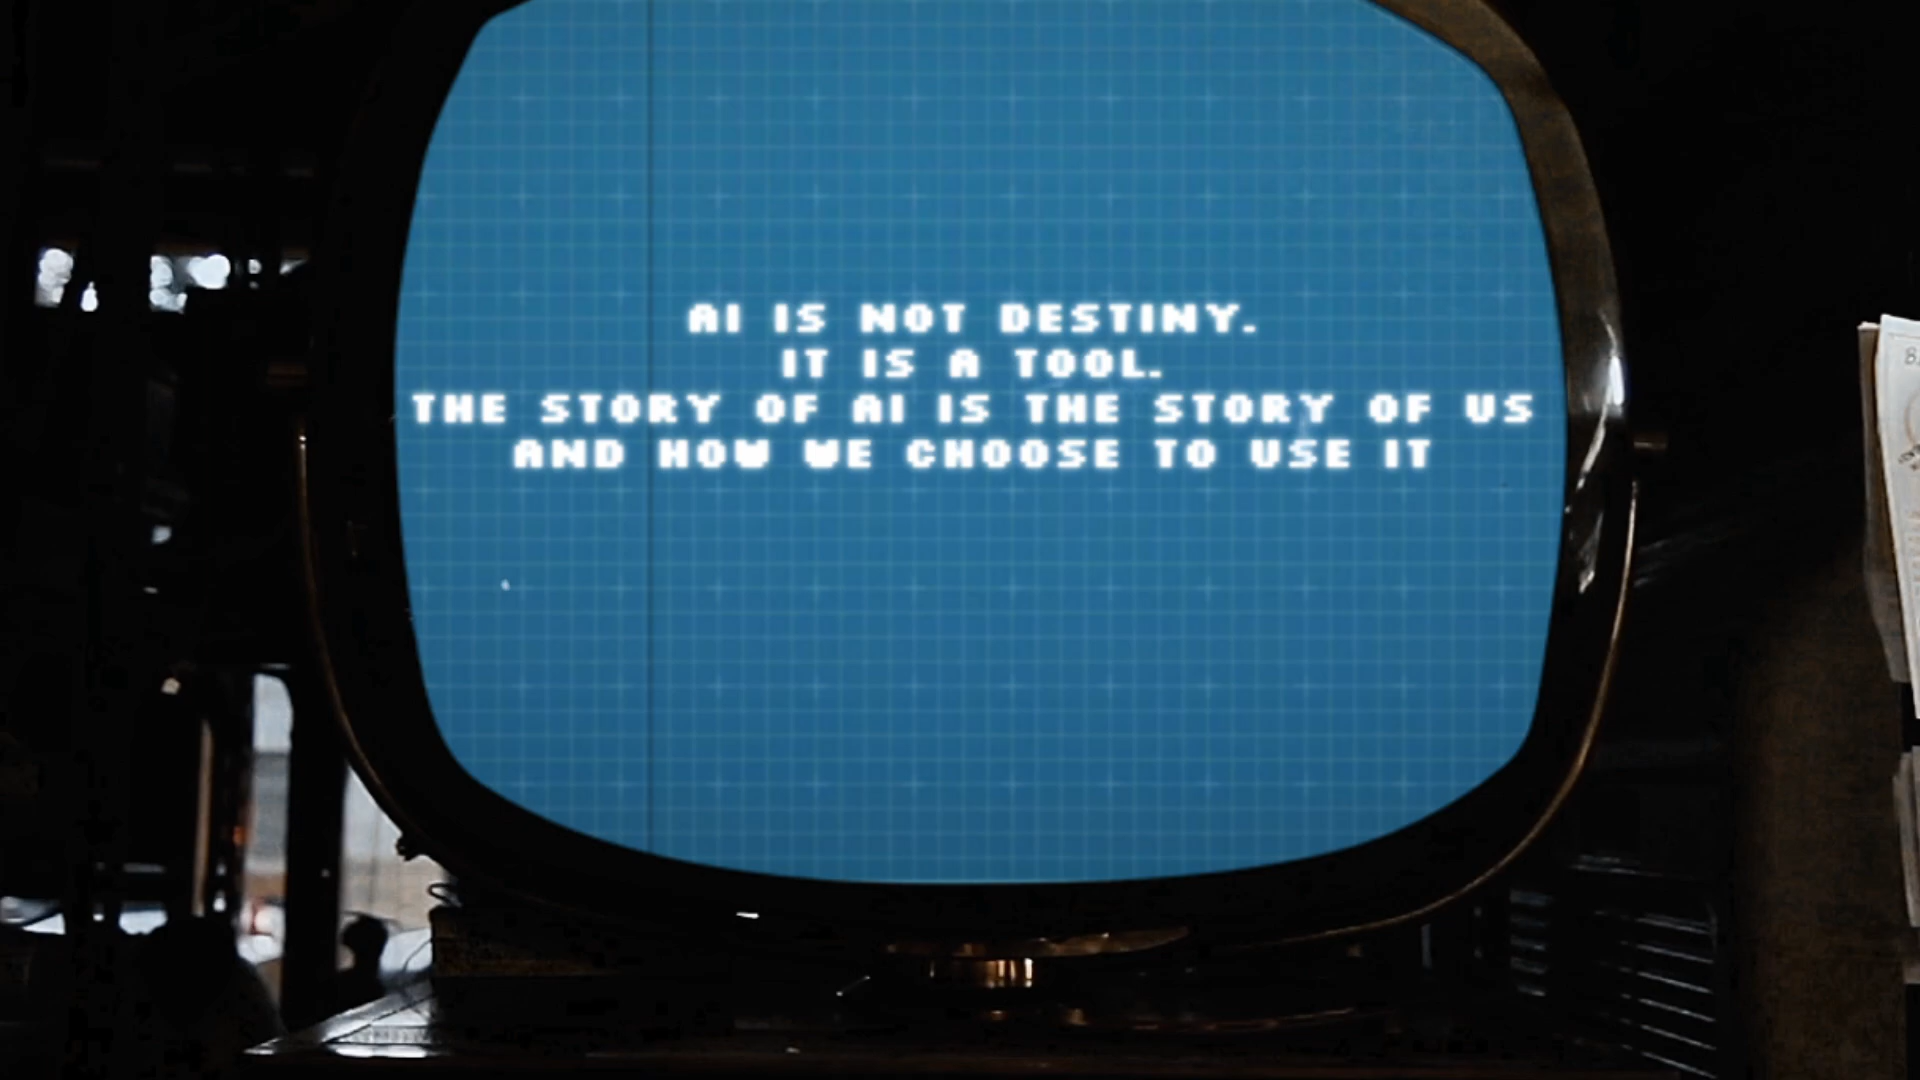 AI IS NOT DESTINY.
IT IS A TOOL.
THE STORY OF AI IS THE STORY OF US
AND HOW WE CHOOSE TO USE IT